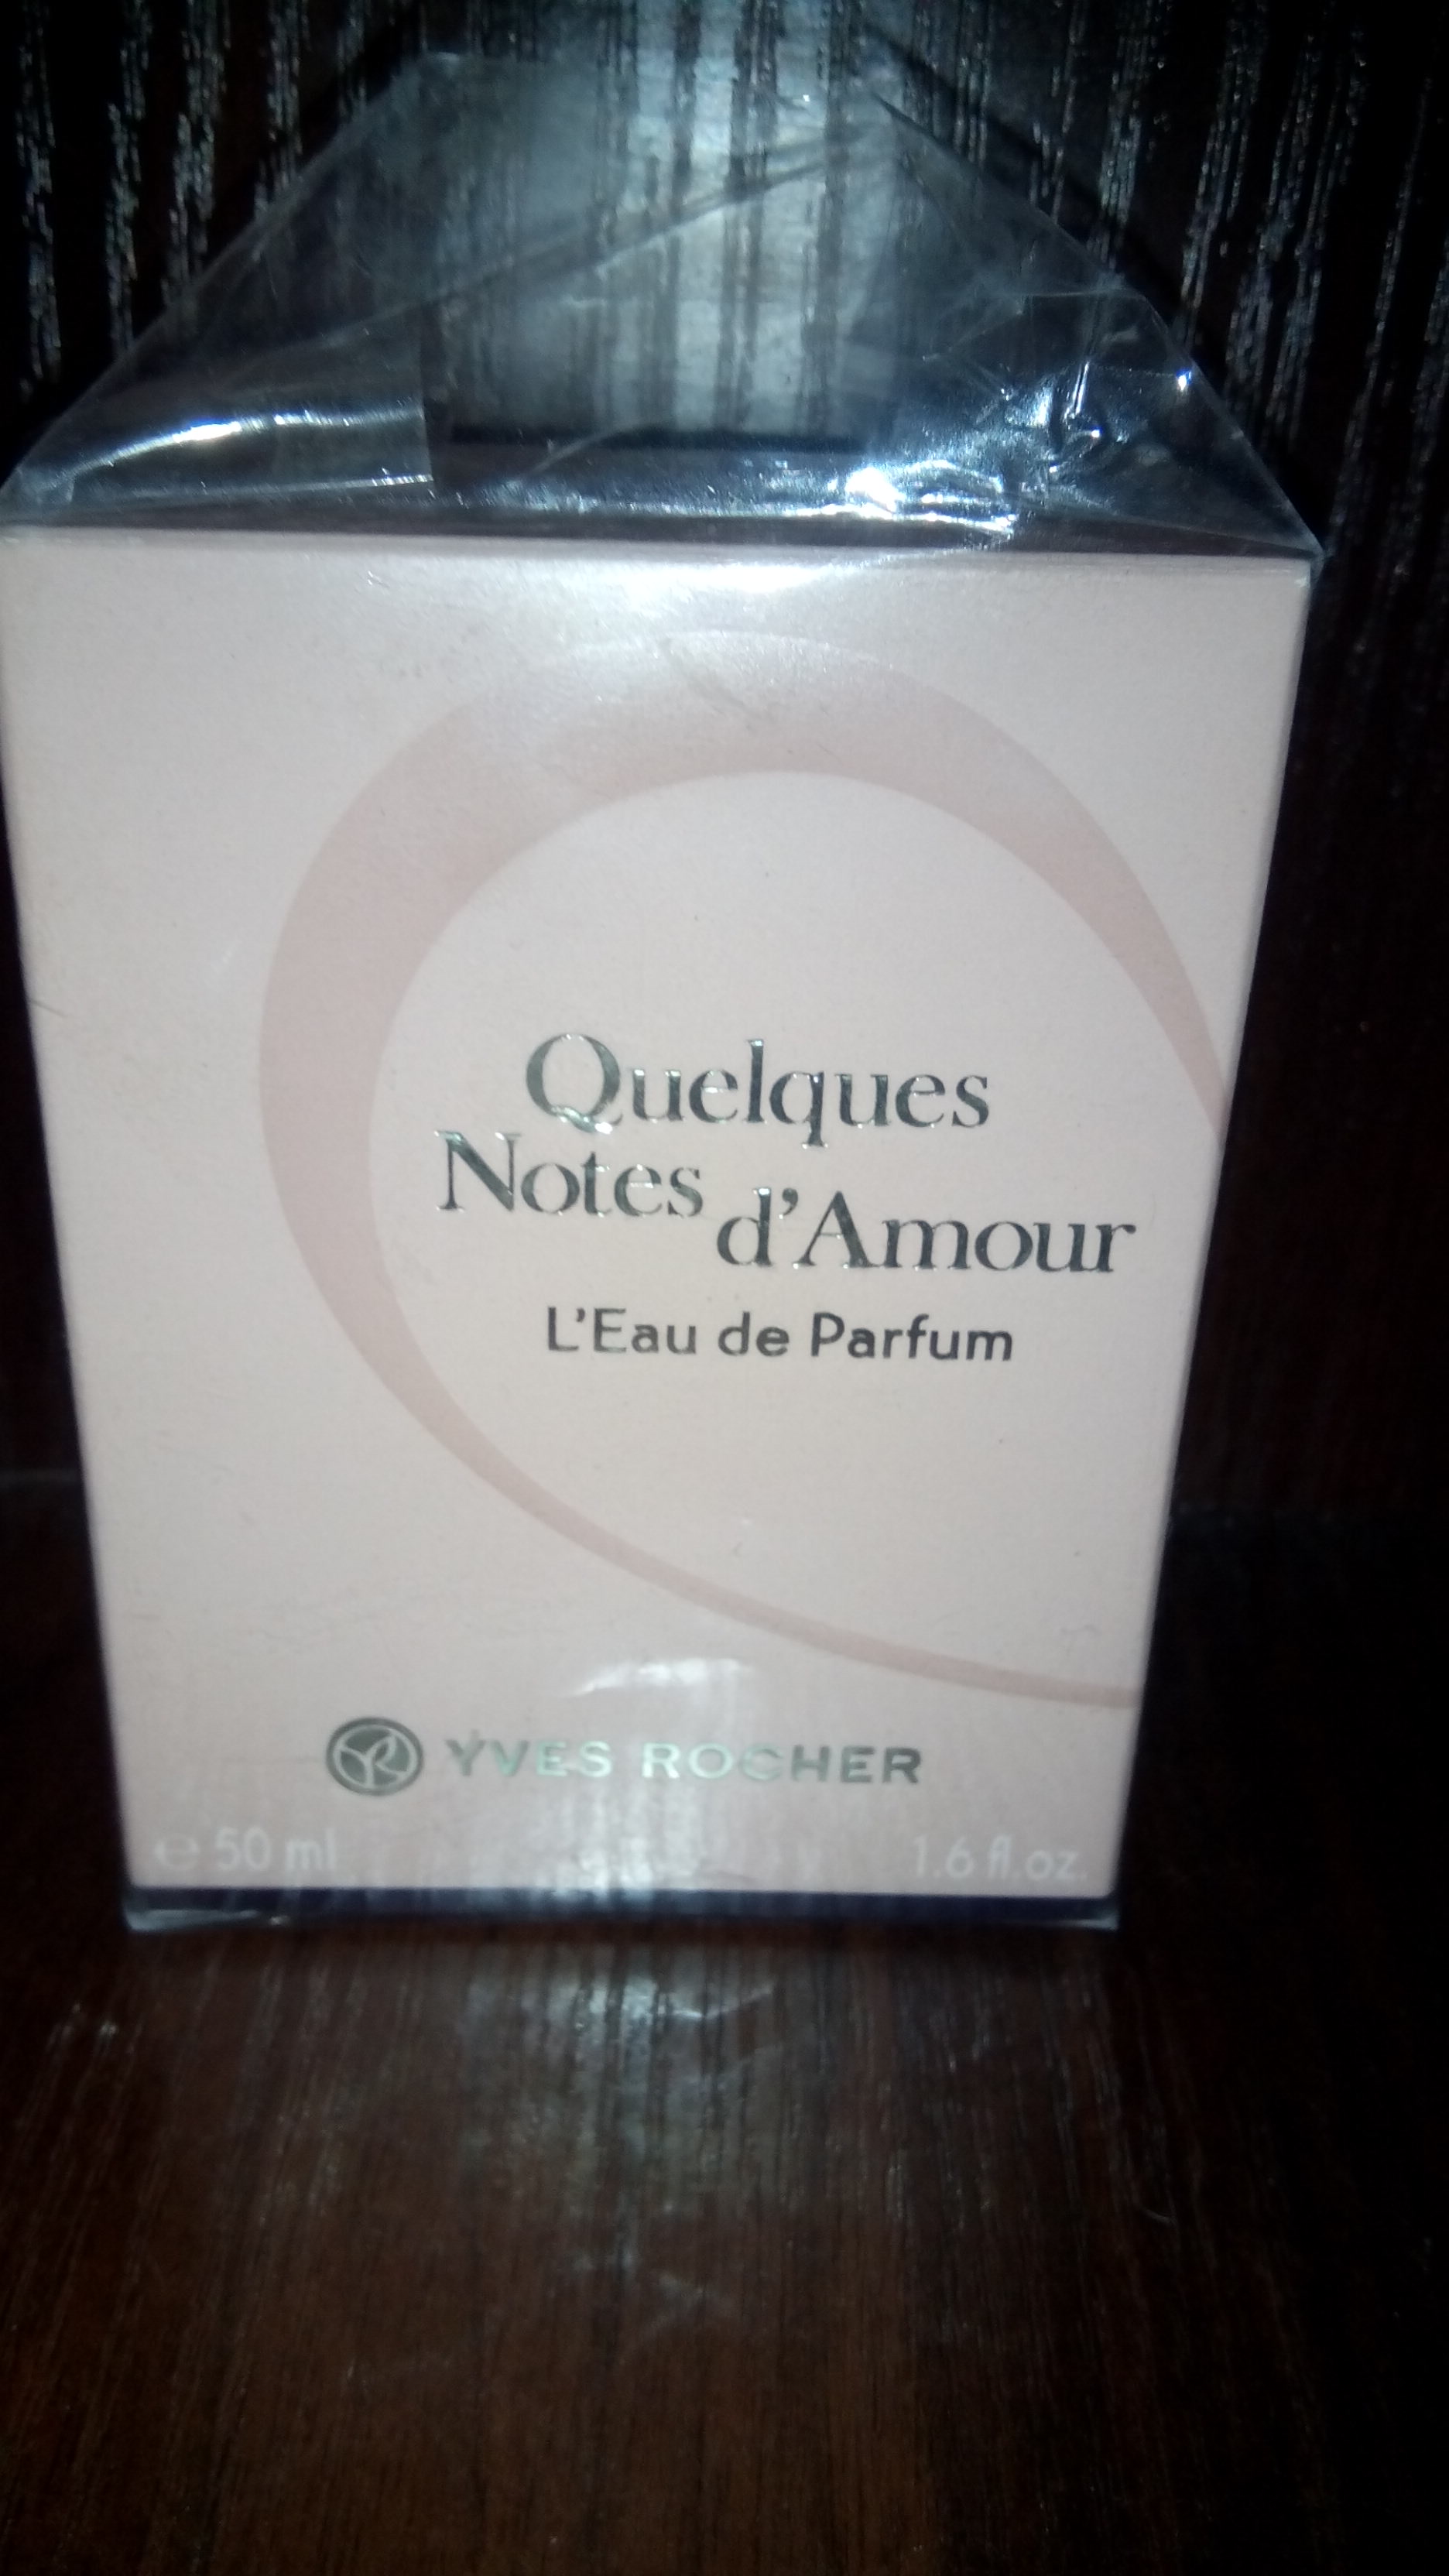 Quelques
Notes d'Amour
L'Eau de Parfum
YVES ROCHER
e 50 ml 1.6 fl.oz.